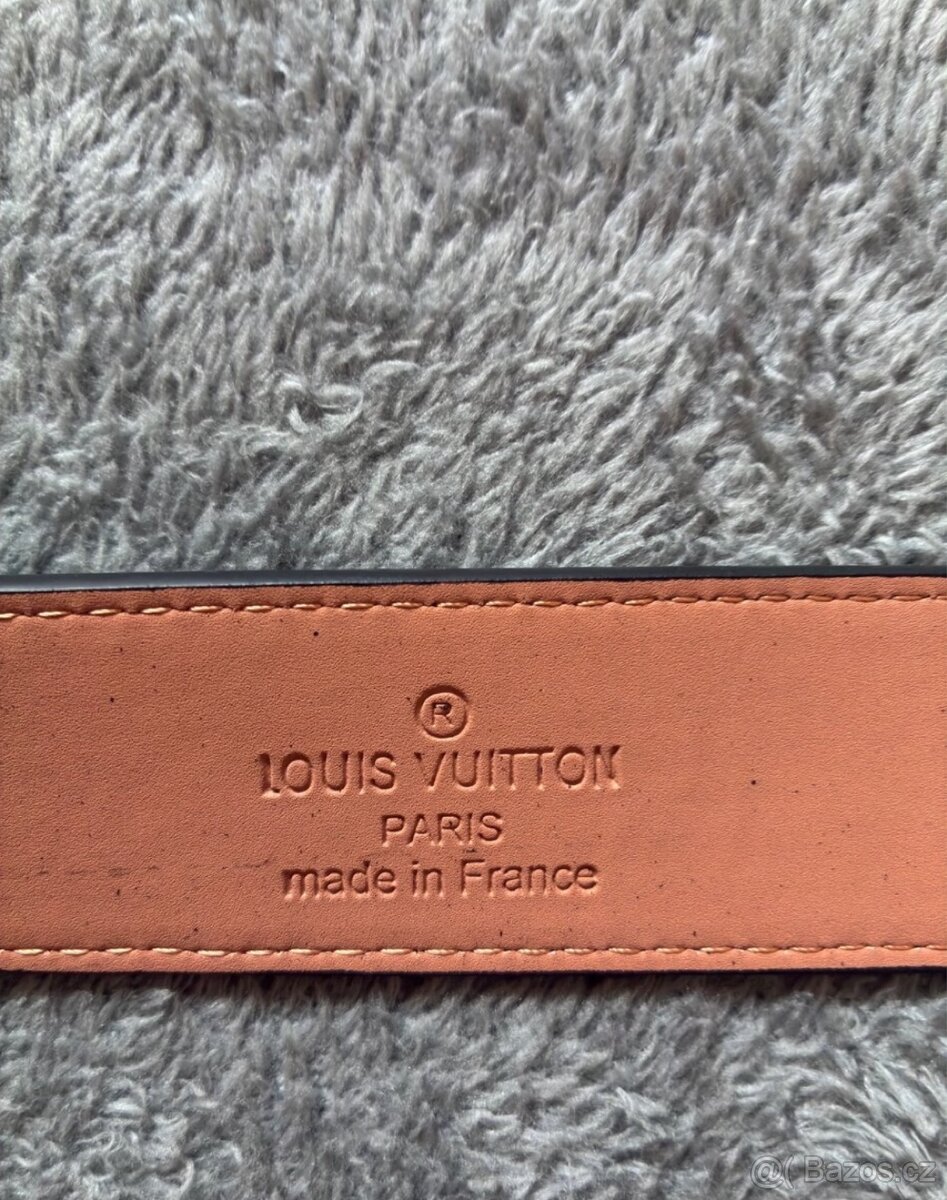 ®
LOUIS VUITTON
PARIS
made in France
@( Bazos.cz